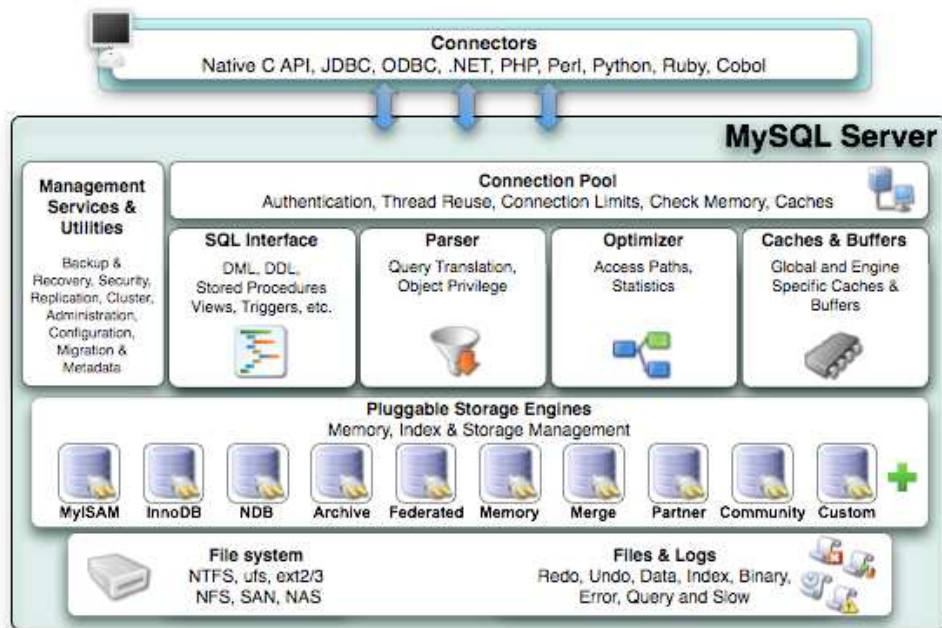 Connectors
Native C API, JDBC, ODBC, .NET, PHP, Perl, Python, Ruby, Cobol
MySQL Server
Management
Services &
Utilities
Backup &
Recovery, Security,
Replication, Cluster,
Administration,
Configuration,
Migration &
Metadata
Connection Pool
Authentication, Thread Reuse, Connection Limits, Check Memory, Caches
SQL Interface
DML, DDL,
Stored Procedures
Views, Triggers, etc.
Parser
Query Translation,
Object Privilege
Optimizer
Access Paths,
Statistics
Caches & Buffers
Global and Engine
Specific Caches &
Buffers
Pluggable Storage Engines
Memory, Index & Storage Management
MyISAM
InnoDB
NDB
Archive
Federated
Memory
Merge
Partner
Community
Custom
File system
NTFS, ufs, ext2/3
NFS, SAN, NAS
Files & Logs
Redo, Undo, Data, Index, Binary,
Error, Query and Slow